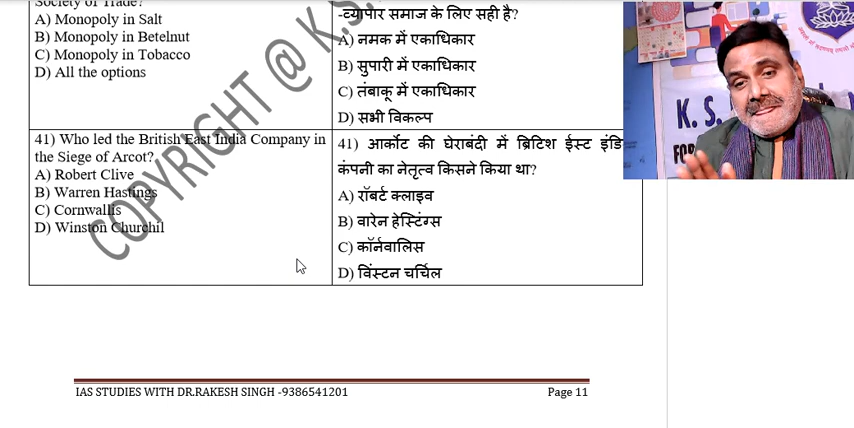 Society of Trade?
A) Monopoly in Salt
B) Monopoly in Betelnut
C) Monopoly in Tobacco
D) All the options
-व्यापार समाज के लिए सही है?
A) नमक में एकाधिकार
B) सुपारी में एकाधिकार
C) तंबाकू में एकाधिकार
D) सभी विकल्प
41) Who led the British East India Company in
the Siege of Arcot?
A) Robert Clive
B) Warren Hastings
C) Cornwallis
D) Winston Churchil
41) आर्कोट की घेराबंदी में ब्रिटिश ईस्ट इंडि
कंपनी का नेतृत्व किसने किया था?
A) रॉबर्ट क्लाइव
B) वारेन हेस्टिंग्स
C) कॉर्नवालिस
D) विंस्टन चर्चिल
COPYRIGHT @ K.S.
K. S.
FOR
IAS STUDIES WITH DR.RAKESH SINGH -9386541201
Page 11